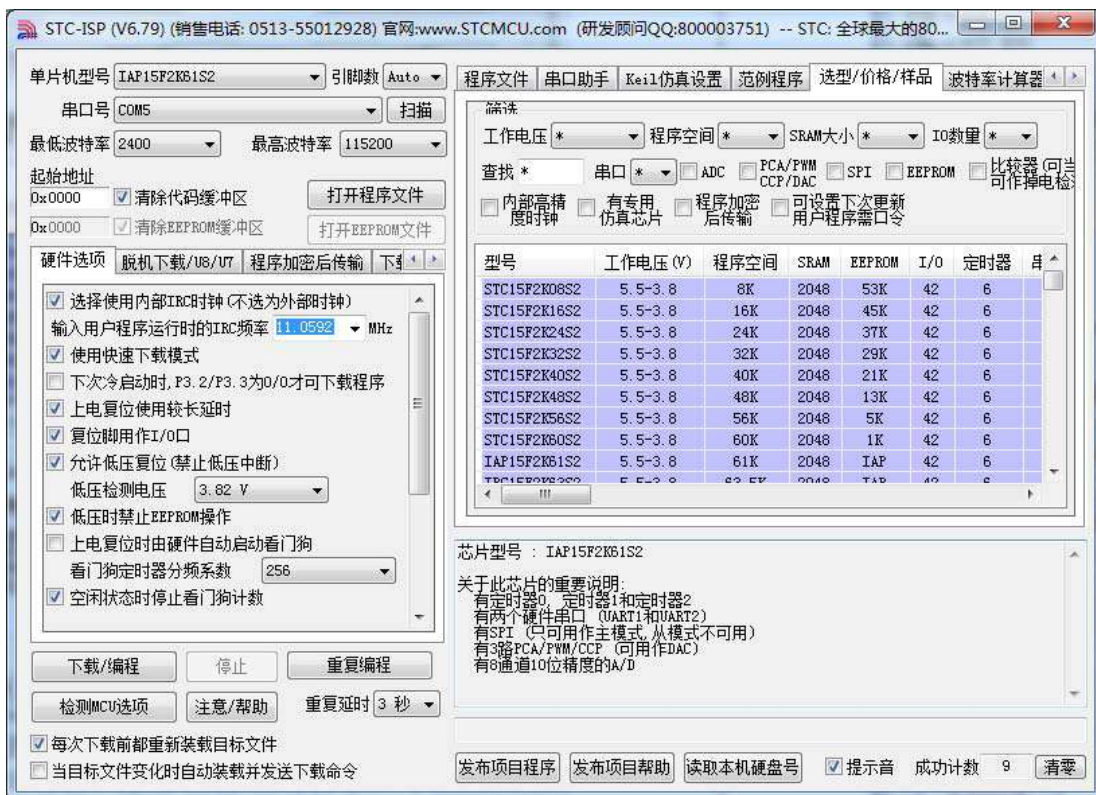 STC-ISP (V6.79) (销售电话: 0513-55012928) 官网:www.STCMCU.com (研发顾问QQ:800003751) -- STC: 全球最大的80...
单片机型号 IAP15F2K61S2 引脚数 Auto
串口号 COM5 扫描
最低波特率 2400 最高波特率 115200
起始地址
0x0000 清除代码缓冲区 打开程序文件
0x0000 清除EEPROM缓冲区 打开EEPROM文件
硬件选项 脱机下载/U8/U7 程序加密后传输
选择使用内部IRC时钟(不选为外部时钟)
输入用户程序运行时的IRC频率 11.0592 MHz
使用快速下载模式
下次冷启动时,P3.2/P3.3为0/0才可下载程序
上电复位使用较长延时
复位脚用作I/O口
允许低压复位(禁止低压中断)
低压检测电压 3.82 V
低压时禁止EEPROM操作
上电复位时由硬件自动启动看门狗
看门狗定时器分频系数 256
空闲状态时停止看门狗计数
下载/编程 停止 重复编程
检测MCU选项 注意/帮助 重复延时 3 秒
每次下载前都重新装载目标文件
当目标文件变化时自动装载并发送下载命令
程序文件 串口助手 Keil仿真设置 范例程序 选型/价格/样品 波特率计算器
筛选
工作电压 * 程序空间 * SRAM大小 * IO数量 *
查找 * 串口 * ADC PCA/PWM CCP/DAC SPI EEPROM 比较器(可当 可作掉电检
内部高精度时钟 有专用仿真芯片 程序加密后传输 可设置下次更新用户程序需口令
型号 工作电压(V) 程序空间 SRAM EEPROM I/O 定时器
STC15F2K08S2 5.5-3.8 8K 2048 53K 42 6
STC15F2K16S2 5.5-3.8 16K 2048 45K 42 6
STC15F2K24S2 5.5-3.8 24K 2048 37K 42 6
STC15F2K32S2 5.5-3.8 32K 2048 29K 42 6
STC15F2K40S2 5.5-3.8 40K 2048 21K 42 6
STC15F2K48S2 5.5-3.8 48K 2048 13K 42 6
STC15F2K56S2 5.5-3.8 56K 2048 5K 42 6
STC15F2K60S2 5.5-3.8 60K 2048 1K 42 6
IAP15F2K61S2 5.5-3.8 61K 2048 IAP 42 6
芯片型号 : IAP15F2K61S2
关于此芯片的重要说明:
有定时器0, 定时器1和定时器2
有两个硬件串口 (UART1和UART2)
有SPI (只可用作主模式,从模式不可用)
有3路PCA/PWM/CCP (可用作DAC)
有8通道10位精度的A/D
发布项目程序 发布项目帮助 读取本机硬盘号 提示音 成功计数 9 清零